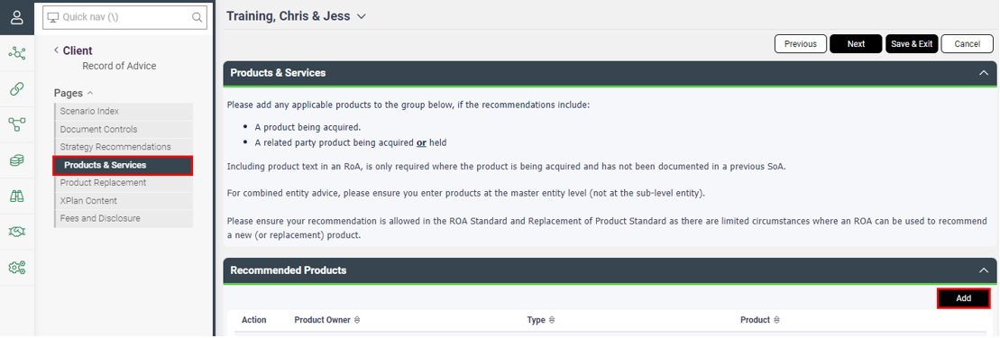 Quick nav (\)
Training, Chris & Jess
Previous
Next
Save & Exit
Cancel
Client
Record of Advice
Pages
Scenario Index
Document Controls
Strategy Recommendations
Products & Services
Product Replacement
XPlan Content
Fees and Disclosure
Products & Services
Please add any applicable products to the group below, if the recommendations include:
• A product being acquired.
• A related party product being acquired or held
Including product text in an RoA, is only required where the product is being acquired and has not been documented in a previous SoA.
For combined entity advice, please ensure you enter products at the master entity level (not at the sub-level entity).
Please ensure your recommendation is allowed in the ROA Standard and Replacement of Product Standard as there are limited circumstances where an ROA can be used to recommend
a new (or replacement) product.
Recommended Products
Add
Action Product Owner Type Product